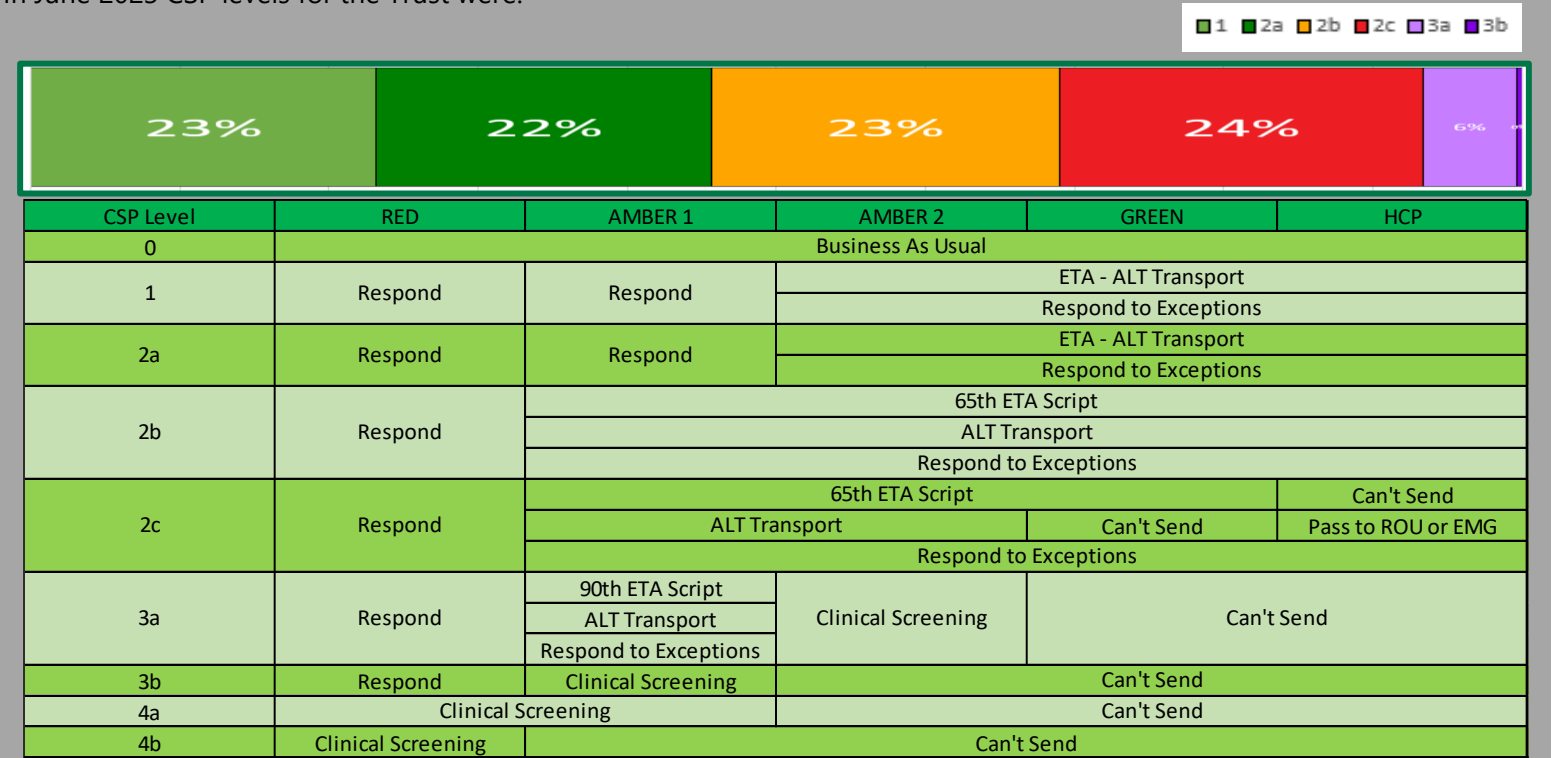 In June 2023 CSP levels for the Trust were:
1 2a 2b 2c 3a 3b
23% 22% 23% 24% 6%
CSP Level RED AMBER 1 AMBER 2 GREEN HCP
0 Business As Usual
1 Respond Respond ETA - ALT Transport
Respond to Exceptions
2a Respond Respond ETA - ALT Transport
Respond to Exceptions
2b Respond 65th ETA Script
ALT Transport
Respond to Exceptions
2c Respond 65th ETA Script Can't Send
ALT Transport Can't Send Pass to ROU or EMG
Respond to Exceptions
3a Respond 90th ETA Script Clinical Screening Can't Send
ALT Transport
Respond to Exceptions
3b Respond Clinical Screening Can't Send
4a Clinical Screening Can't Send
4b Clinical Screening Can't Send